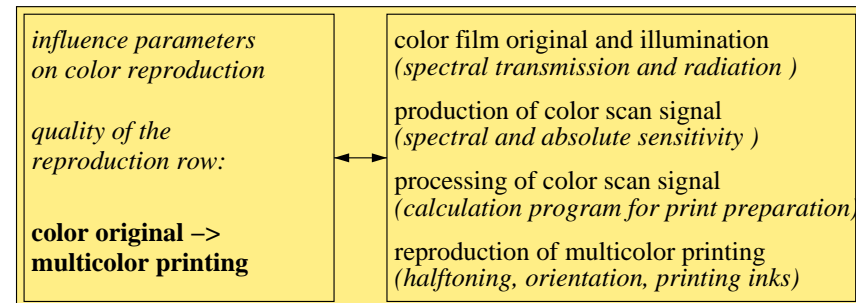 influence parameters
on color reproduction
quality of the
reproduction row:
color original –>
multicolor printing
color film original and illumination
(spectral transmission and radiation )
production of color scan signal
(spectral and absolute sensitivity )
processing of color scan signal
(calculation program for print preparation)
reproduction of multicolor printing
(halftoning, orientation, printing inks)